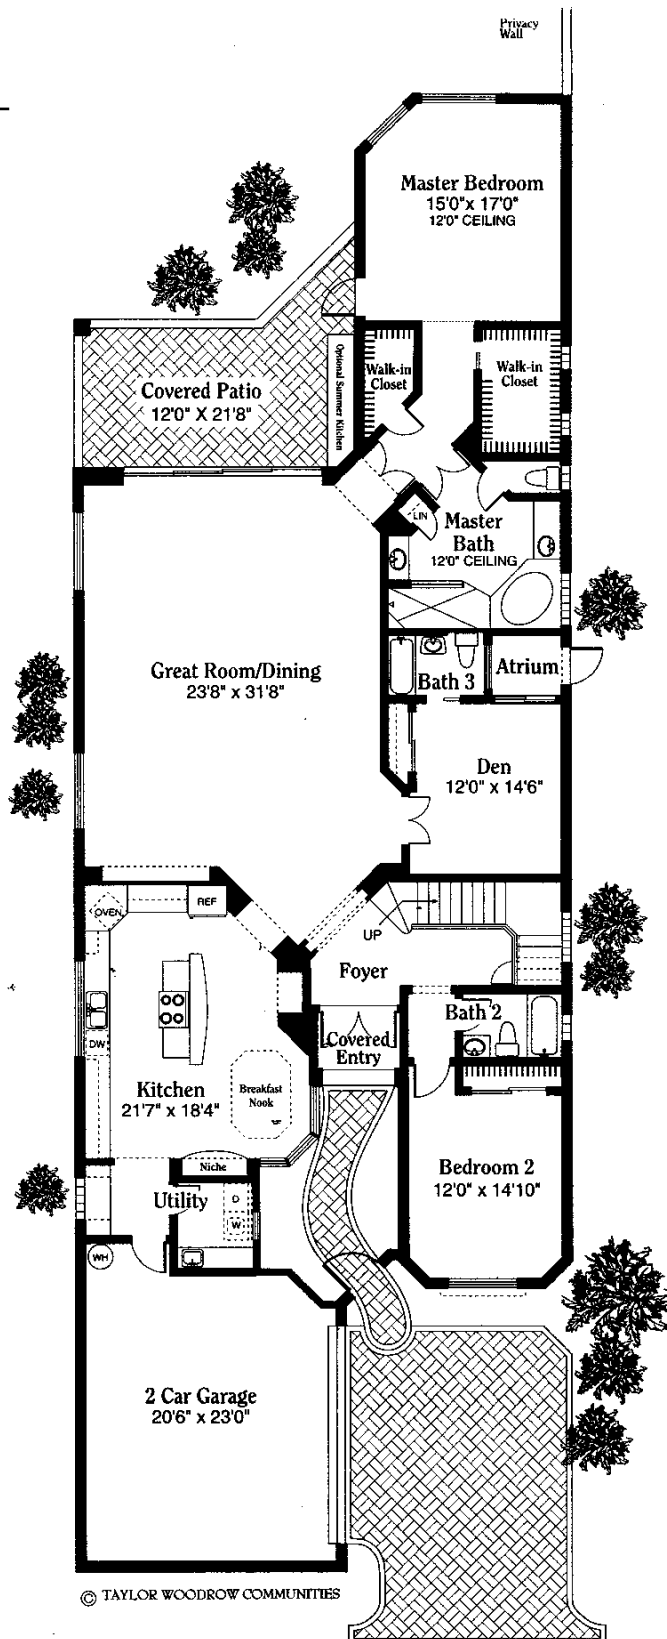 Privacy
Wall
Master Bedroom
15'0"x 17'0"
12'0" CEILING
Walk-in
Closet
Walk-in
Closet
Optional Summer Kitchen
Covered Patio
12'0" X 21'8"
LIN
Master
Bath
12'0" CEILING
Great Room/Dining
23'8" x 31'8"
Bath 3
Atrium
Den
12'0" x 14'6"
OVEN
REF
UP
Foyer
Bath 2
DW
Covered
Entry
Kitchen
21'7" x 18'4"
Breakfast
Nook
Niche
Bedroom 2
12'0" x 14'10"
Utility
D
W
WH
2 Car Garage
20'6" x 23'0"
© TAYLOR WOODROW COMMUNITIES